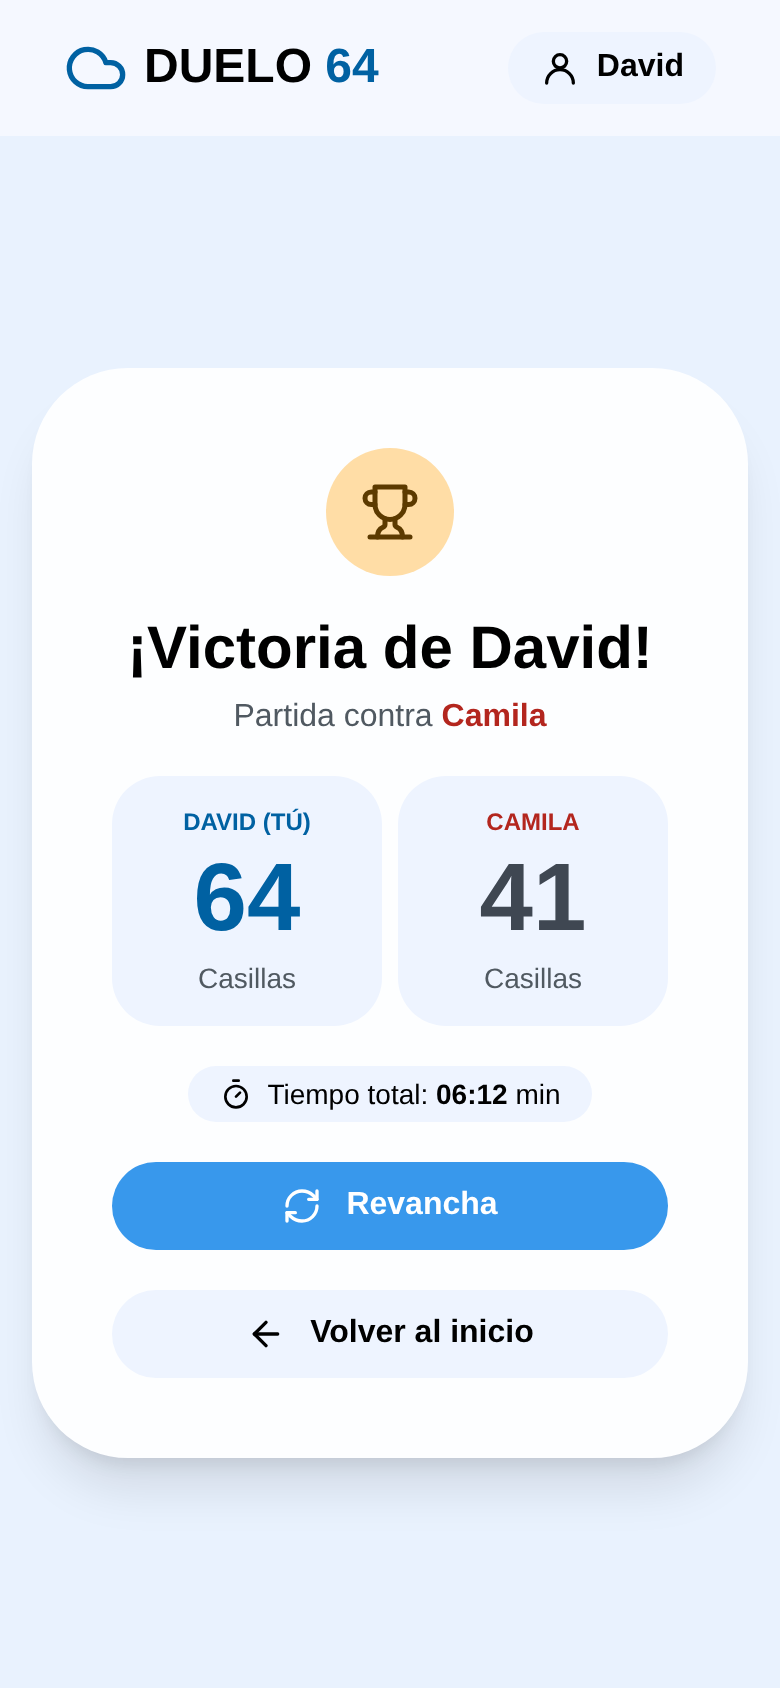 DUELO 64
David
¡Victoria de David!
Partida contra Camila
DAVID (TÚ)
64
Casillas
CAMILA
41
Casillas
Tiempo total: 06:12 min
Revancha
Volver al inicio